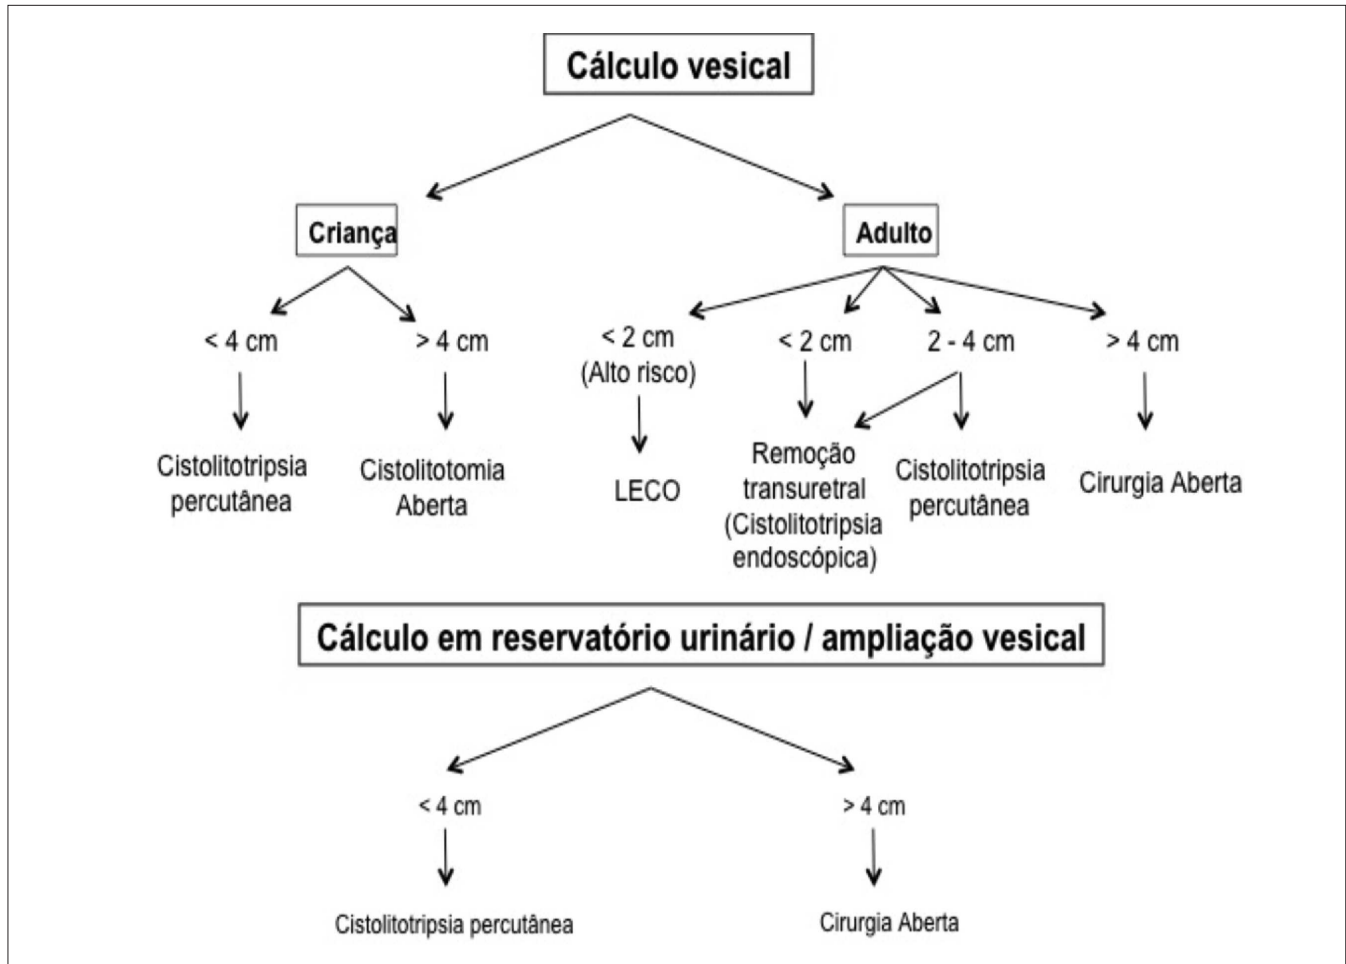 Cálculo vesical
Criança
Adulto
< 4 cm
> 4 cm
< 2 cm
(Alto risco)
< 2 cm
2 - 4 cm
> 4 cm
Cistolitotripsia
percutânea
Cistolitotomia
Aberta
LECO
Remoção
transuretral
(Cistolitotripsia
endoscópica)
Cistolitotripsia
percutânea
Cirurgia Aberta
Cálculo em reservatório urinário / ampliação vesical
< 4 cm
> 4 cm
Cistolitotripsia percutânea
Cirurgia Aberta